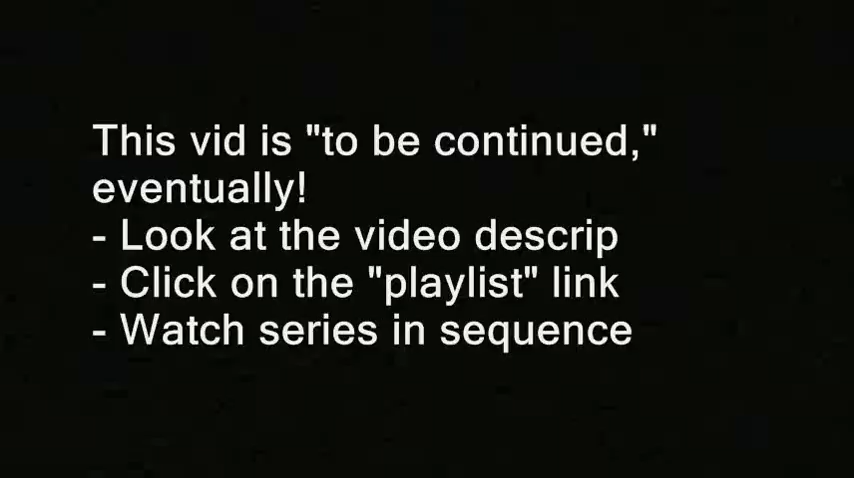 This vid is "to be continued,"
eventually!
- Look at the video descrip
- Click on the "playlist" link
- Watch series in sequence